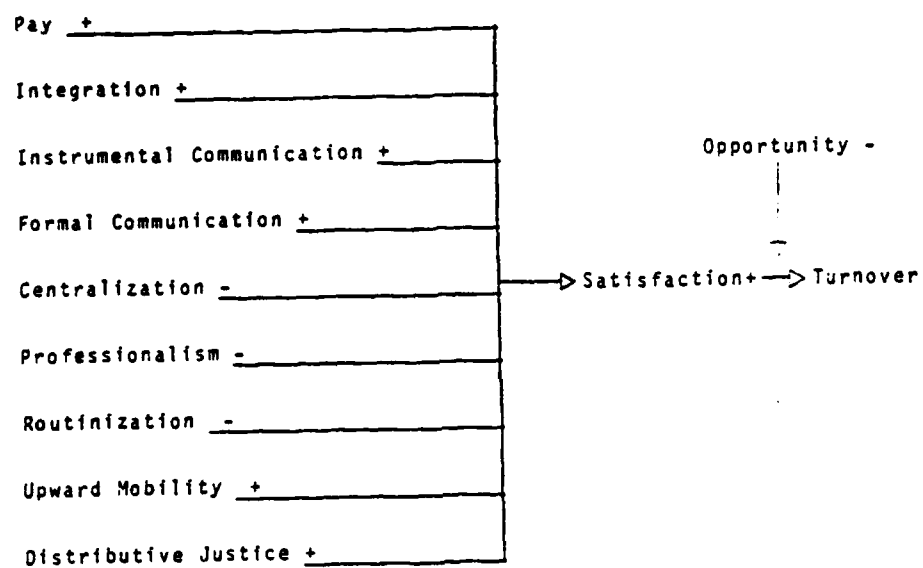 Pay +
Integration +
Instrumental Communication +
Opportunity -
Formal Communication +
Centralization -
Satisfaction+ Turnover
Professionalism -
Routinization -
Upward Mobility +
Distributive Justice +